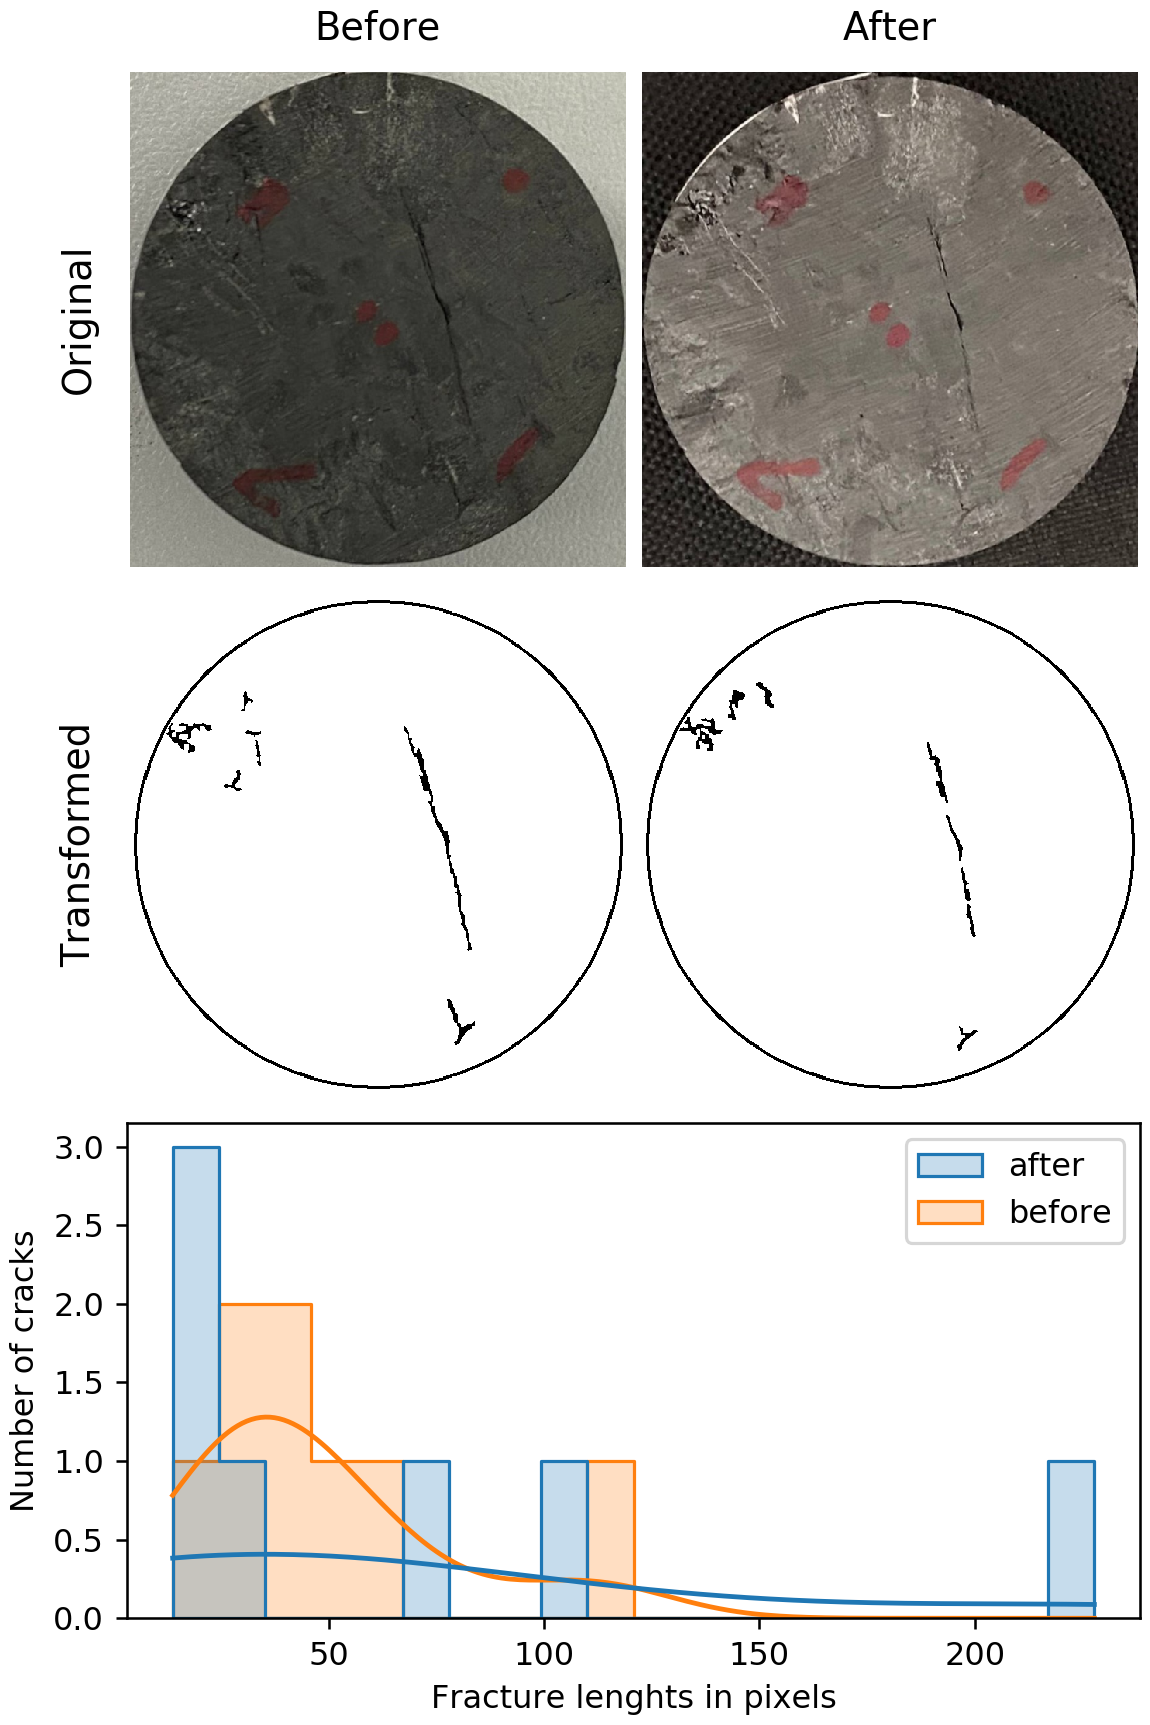 Before
After
Original
Transformed
3.0
2.5
2.0
1.5
1.0
0.5
0.0
Number of cracks
after
before
50
100
150
200
Fracture lenghts in pixels